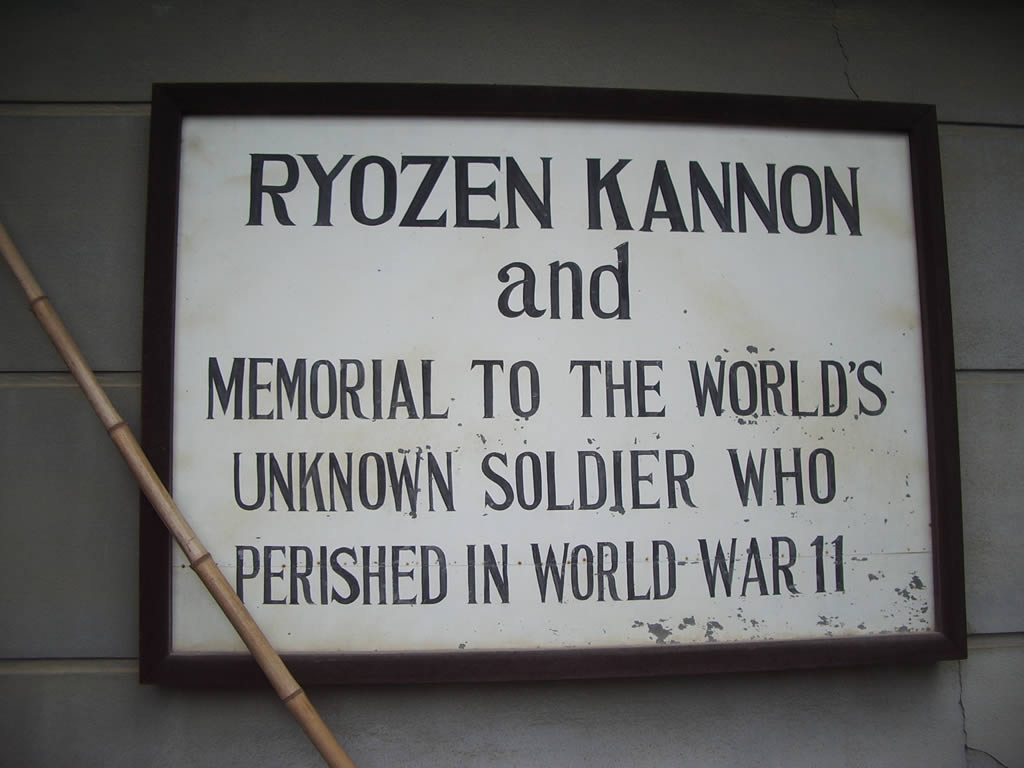 RYOZEN KANNON
and
MEMORIAL TO THE WORLD'S
UNKNOWN SOLDIER WHO
PERISHED IN WORLD WAR 11